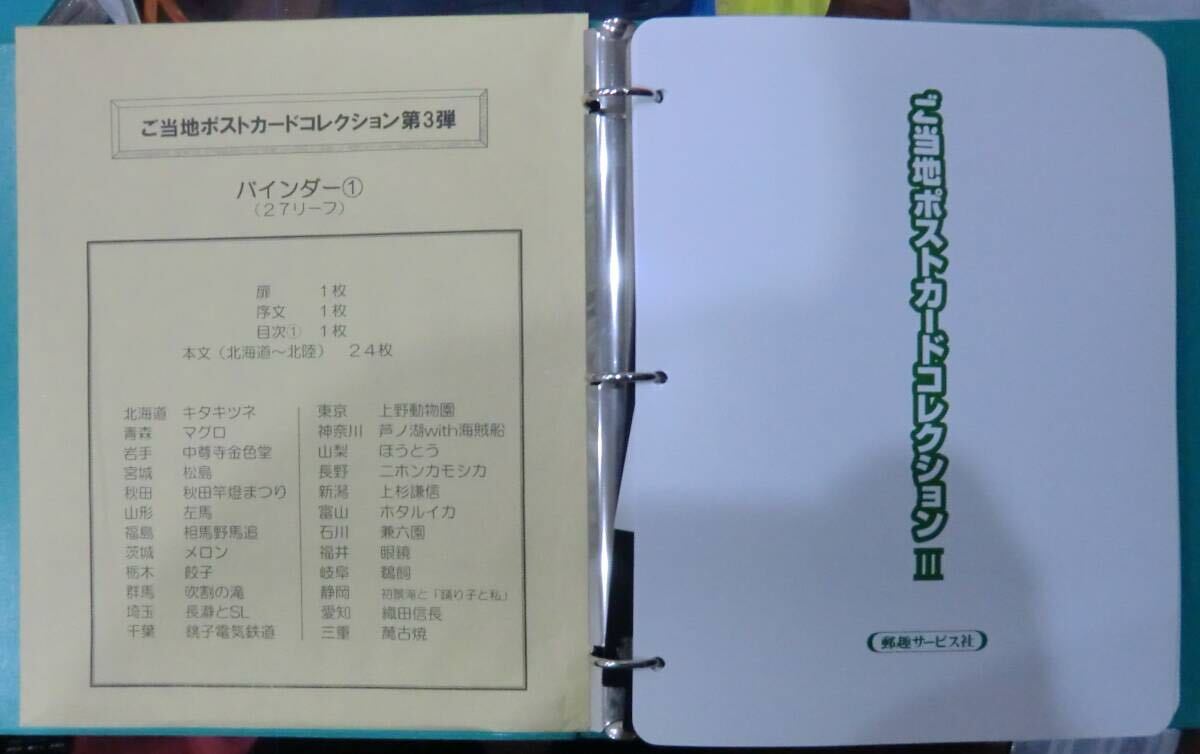 ご当地ポストカードコレクション第3弾
バインダー①
(27リーフ)
扉 1枚
序文 1枚
目次① 1枚
本文(北海道～北陸) 24枚
北海道 キタキツネ
青森 マグロ
岩手 中尊寺金色堂
宮城 松島
秋田 秋田竿燈まつり
山形 左馬
福島 相馬野馬追
茨城 メロン
栃木 餃子
群馬 吹割の滝
埼玉 長瀞とSL
千葉 銚子電気鉄道
東京 上野動物園
神奈川 芦ノ湖with海賊船
山梨 ほうとう
長野 ニホンカモシカ
新潟 上杉謙信
富山 ホタルイカ
石川 兼六園
福井 眼鏡
岐阜 鵜飼
静岡 初景滝と「踊り子と私」
愛知 織田信長
三重 萬古焼
ご当地ポストカードコレクションⅢ
郵趣サービス社